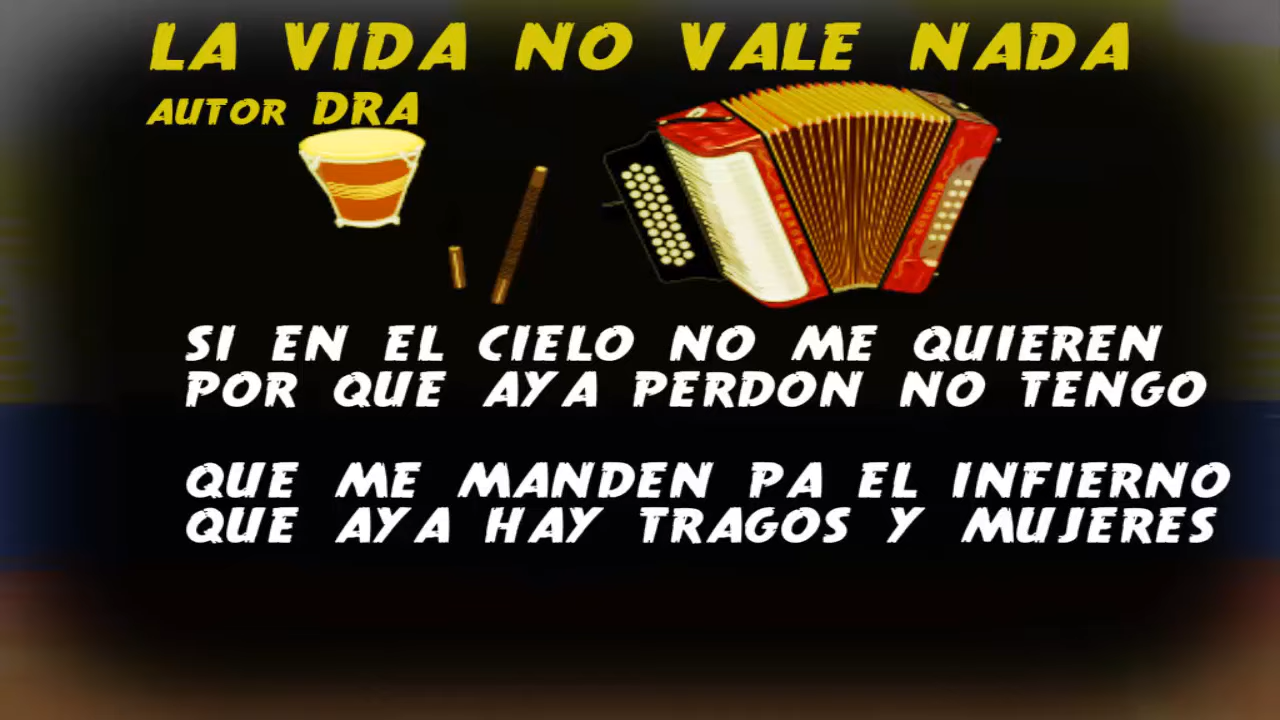 LA VIDA NO VALE NADA
AUTOR DRA
SI EN EL CIELO NO ME QUIEREN
POR QUE AYA PERDON NO TENGO
QUE ME MANDEN PA EL INFIERNO
QUE AYA HAY TRAGOS Y MUJERES